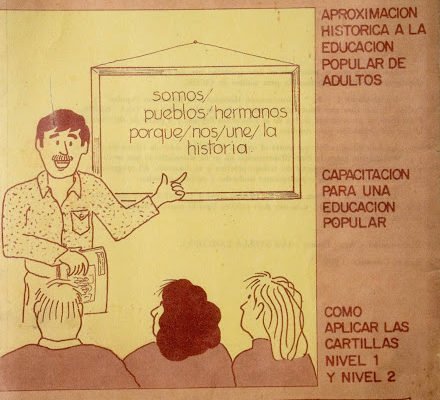 somos/
pueblos/hermanos
porque/nos/une/la
historia.
APROXIMACION
HISTORICA A LA
EDUCACION
POPULAR DE
ADULTOS
CAPACITACION
PARA UNA
EDUCACION
POPULAR
COMO
APLICAR LAS
CARTILLAS
NIVEL 1
Y NIVEL 2